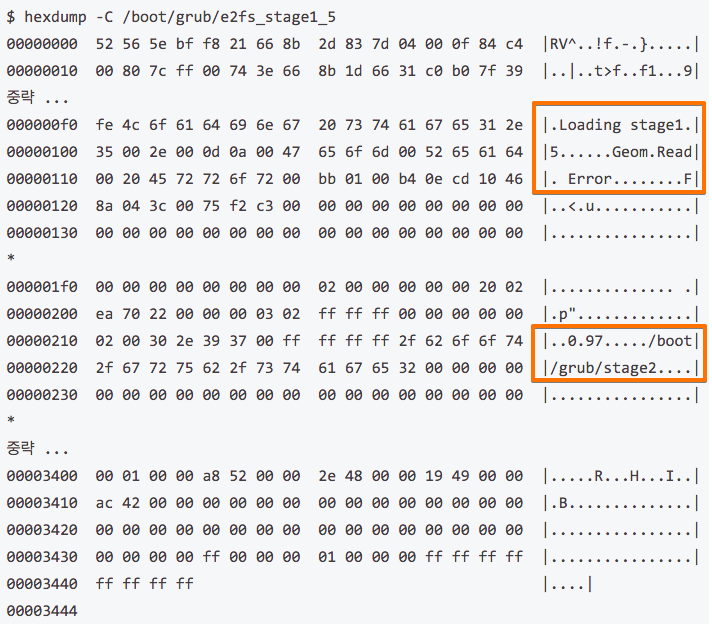 $ hexdump -C /boot/grub/e2fs_stage1_5
00000000  52 56 5e bf f8 21 66 8b  2d 83 7d 04 00 0f 84 c4  |RV^..!f.-.}.....|
00000010  00 80 7c ff 00 74 3e 66  8b 1d 66 31 c0 b0 7f 39  |..|..t>f..f1...9|
중략 ...
000000f0  fe 4c 6f 61 64 69 6e 67  20 73 74 61 67 65 31 2e  |.Loading stage1.|
00000100  35 00 2e 00 0d 0a 00 47  65 6f 6d 00 52 65 61 64  |5......Geom.Read|
00000110  00 20 45 72 72 6f 72 00  bb 01 00 b4 0e cd 10 46  |. Error........F|
00000120  8a 04 3c 00 75 f2 c3 00  00 00 00 00 00 00 00 00  |..<.u...........|
00000130  00 00 00 00 00 00 00 00  00 00 00 00 00 00 00 00  |................|
*
000001f0  00 00 00 00 00 00 00 00  02 00 00 00 00 00 20 02  |.............. .|
00000200  ea 70 22 00 00 00 03 02  ff ff ff 00 00 00 00 00  |.p".............|
00000210  02 00 30 2e 39 37 00 ff  ff ff ff 2f 62 6f 6f 74  |..0.97...../boot|
00000220  2f 67 72 75 62 2f 73 74  61 67 65 32 00 00 00 00  |/grub/stage2....|
00000230  00 00 00 00 00 00 00 00  00 00 00 00 00 00 00 00  |................|
*
중략 ...
00003400  00 01 00 00 a8 52 00 00  2e 48 00 00 19 49 00 00  |.....R...H...I..|
00003410  ac 42 00 00 00 00 00 00  00 00 00 00 00 00 00 00  |.B..............|
00003420  00 00 00 00 00 00 00 00  00 00 00 00 00 00 00 00  |................|
00003430  00 00 00 00 ff 00 00 00  01 00 00 00 ff ff ff ff  |................|
00003440  ff ff ff ff  |....|
00003444